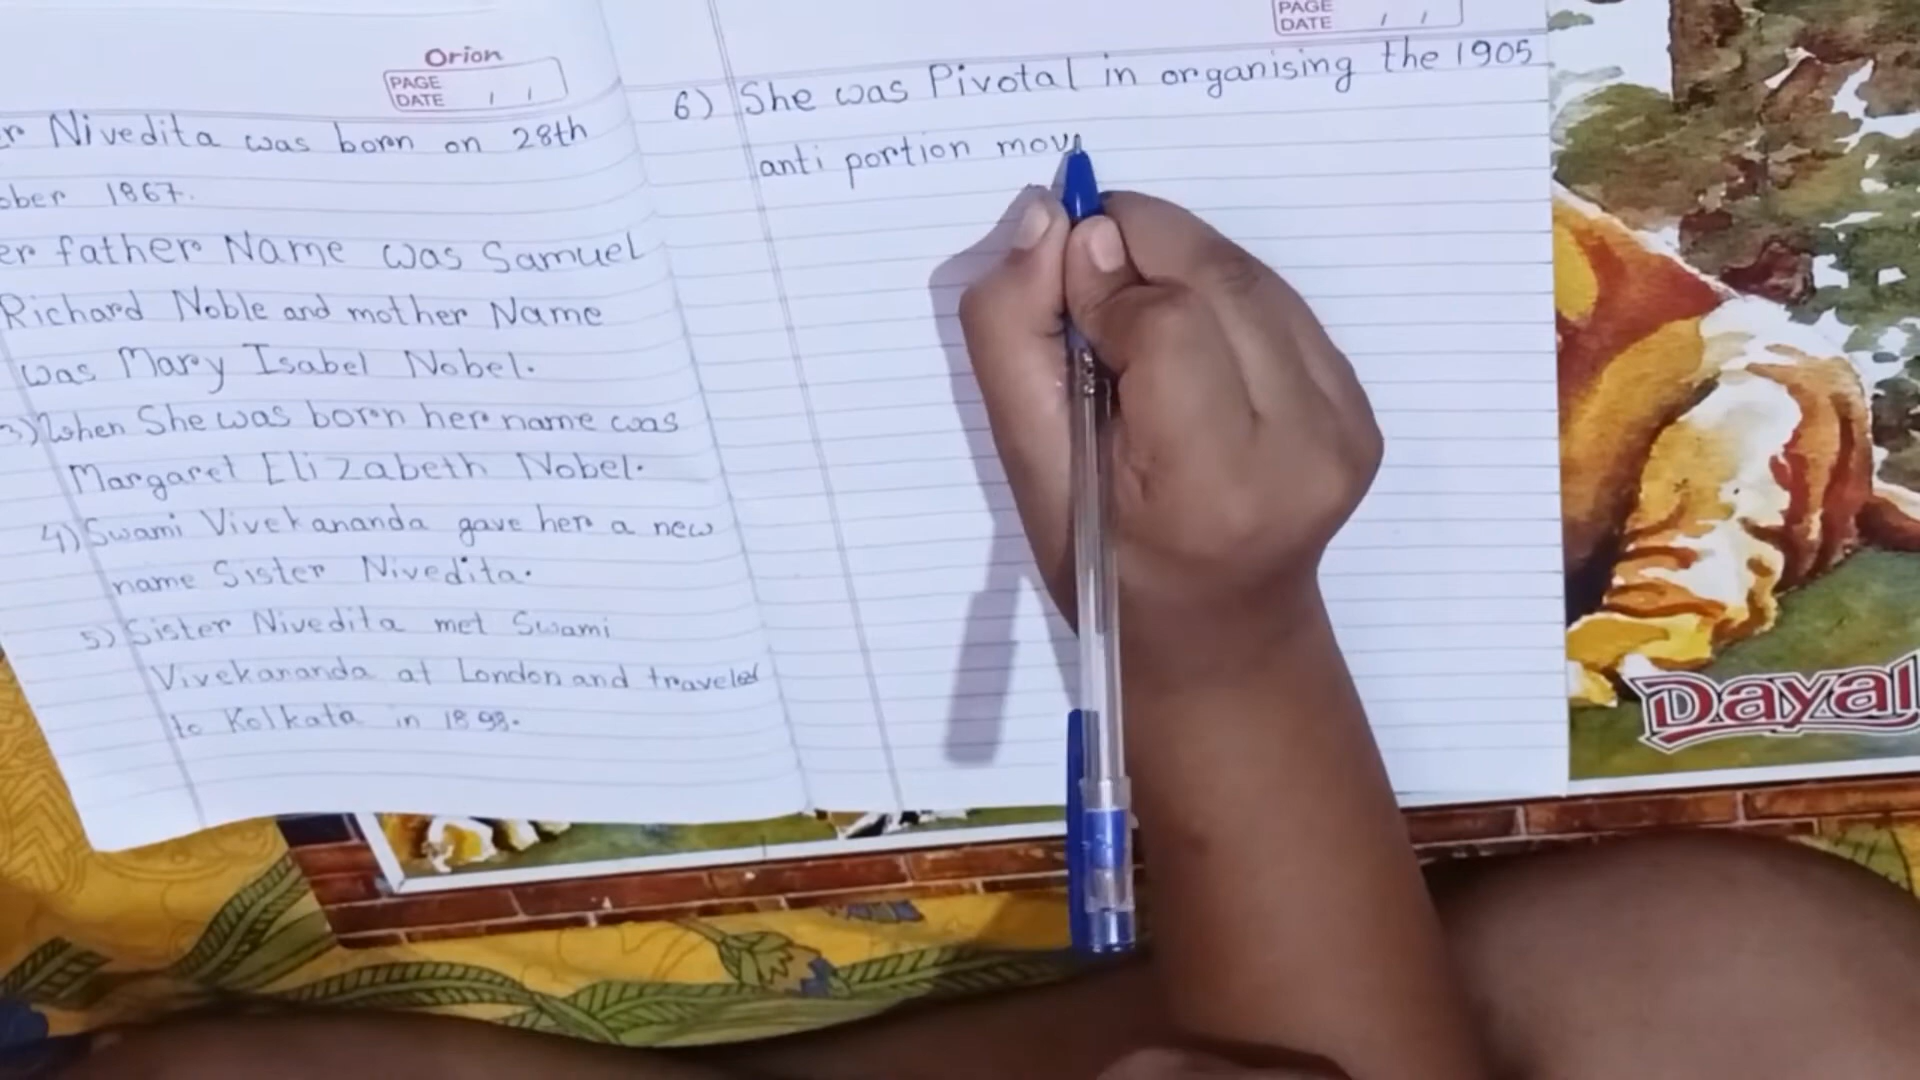 Orion
PAGE
DATE / /
r Nivedita was born on 28th
ober 1867.
er father Name was Samuel
Richard Noble and mother Name
was Mary Isabel Nobel.
3) When She was born her name was
Margaret Elizabeth Nobel.
4) Swami Vivekananda gave her a new
name Sister Nivedita.
5) Sister Nivedita met Swami
Vivekananda at London and traveled
to Kolkata in 1898.
PAGE
DATE / /
6) She was Pivotal in organising the 1905
anti portion mov
Dayal